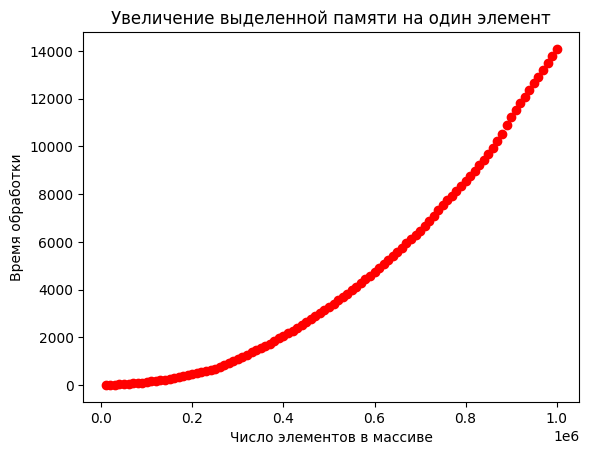 Увеличение выделенной памяти на один элемент
Время обработки
14000
12000
10000
8000
6000
4000
2000
0
0.0 0.2 0.4 0.6 0.8 1.0
1e6
Число элементов в массиве